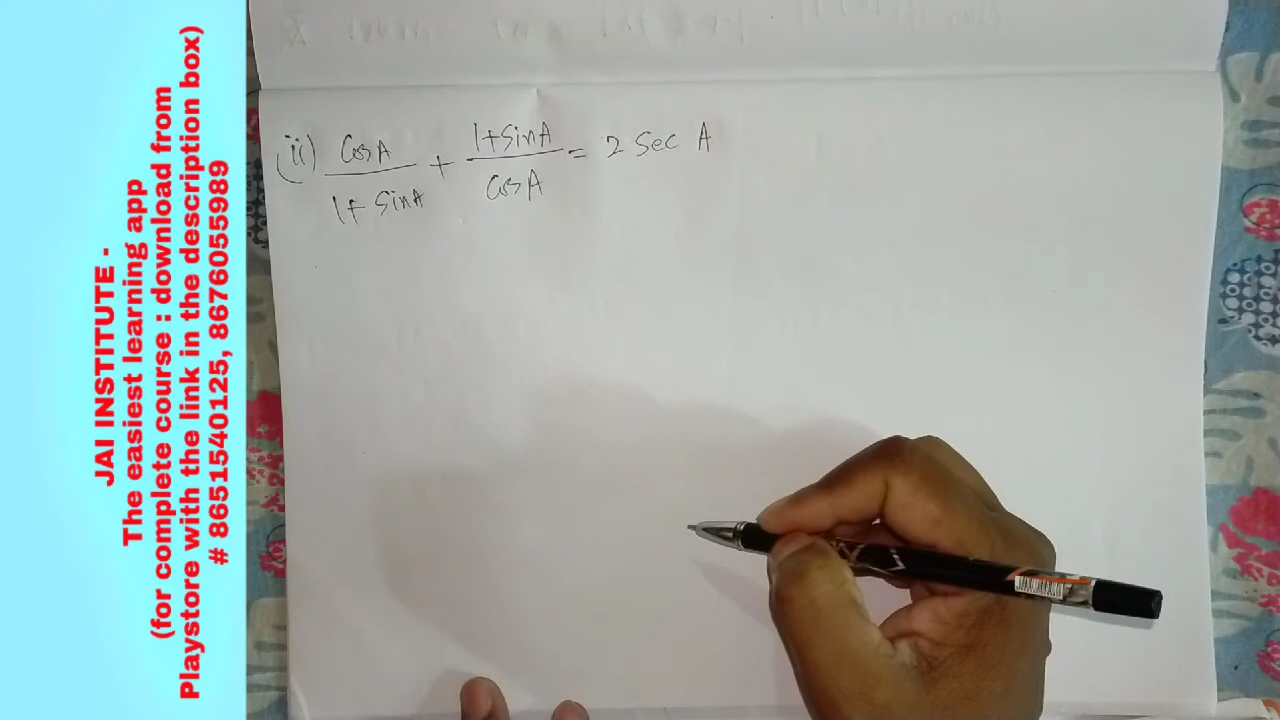 JAI INSTITUTE -
The easiest learning app
(for complete course : download from
Playstore with the link in the description box)
# 8651540125, 8676055989
(ii) CosA / 1+ SinA + 1+SinA / CosA = 2 Sec A